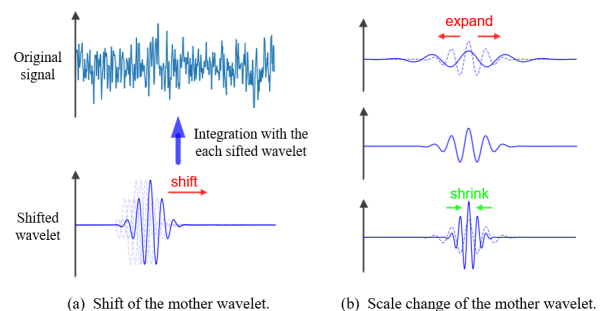 Original
signal
Integration with the
each sifted wavelet
shift
Shifted
wavelet
(a) Shift of the mother wavelet.
expand
shrink
(b) Scale change of the mother wavelet.